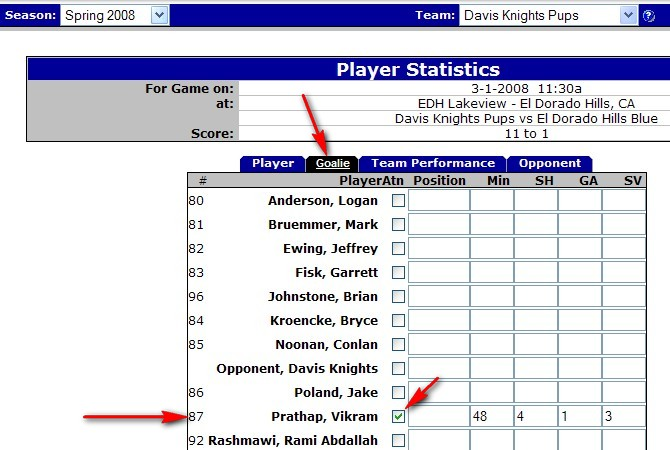 Season: Spring 2008 Team: Davis Knights Pups ?
Player Statistics
For Game on: 3-1-2008 11:30a
at: EDH Lakeview - El Dorado Hills, CA
Davis Knights Pups vs El Dorado Hills Blue
Score: 11 to 1
Player Goalie Team Performance Opponent
# Player Atn Position Min SH GA SV
80 Anderson, Logan
81 Bruemmer, Mark
82 Ewing, Jeffrey
83 Fisk, Garrett
96 Johnstone, Brian
84 Kroencke, Bryce
85 Noonan, Conlan
Opponent, Davis Knights
86 Poland, Jake
87 Prathap, Vikram 48 4 1 3
92 Rashmawi, Rami Abdallah